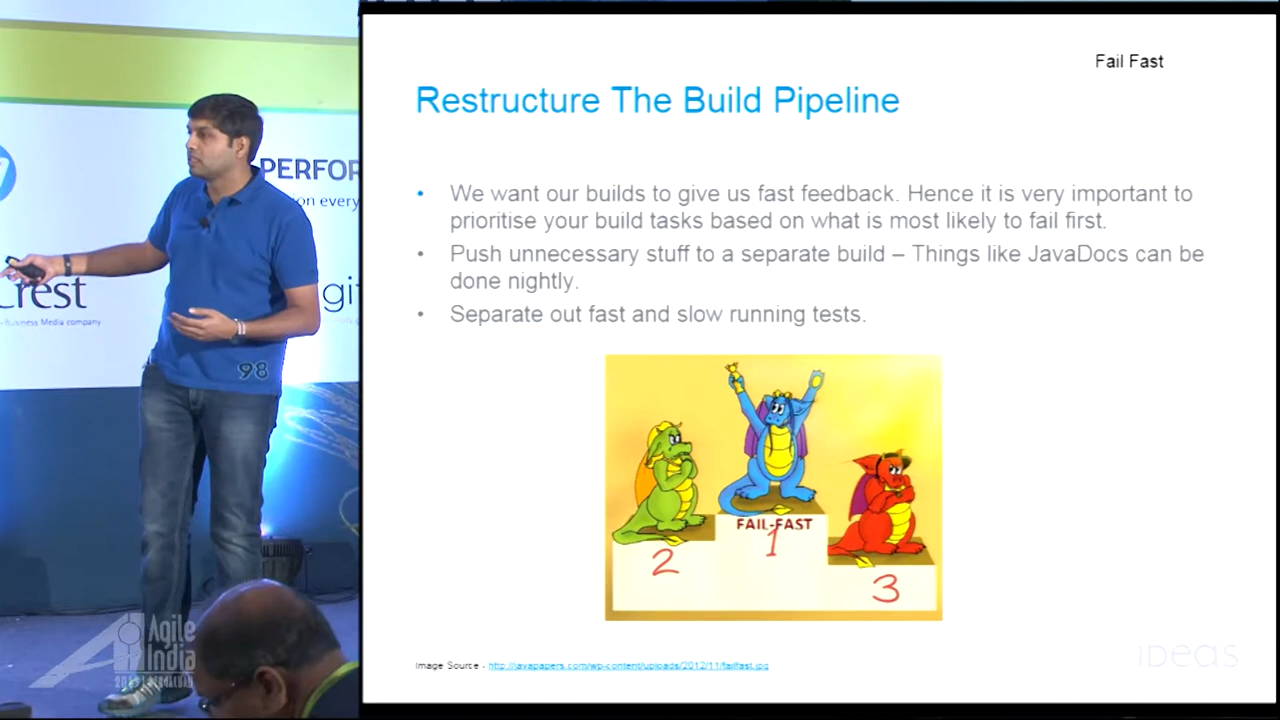 PERFOR
on every
Crest
- Business Media company
git
98
Agile
India
Fail Fast
Restructure The Build Pipeline
• We want our builds to give us fast feedback. Hence it is very important to
prioritise your build tasks based on what is most likely to fail first.
• Push unnecessary stuff to a separate build – Things like JavaDocs can be
done nightly.
• Separate out fast and slow running tests.
FAIL-FAST
1
2
3
Image Source - http://javapapers.com/wp-content/uploads/2012/11/failfast.jpg
ideas